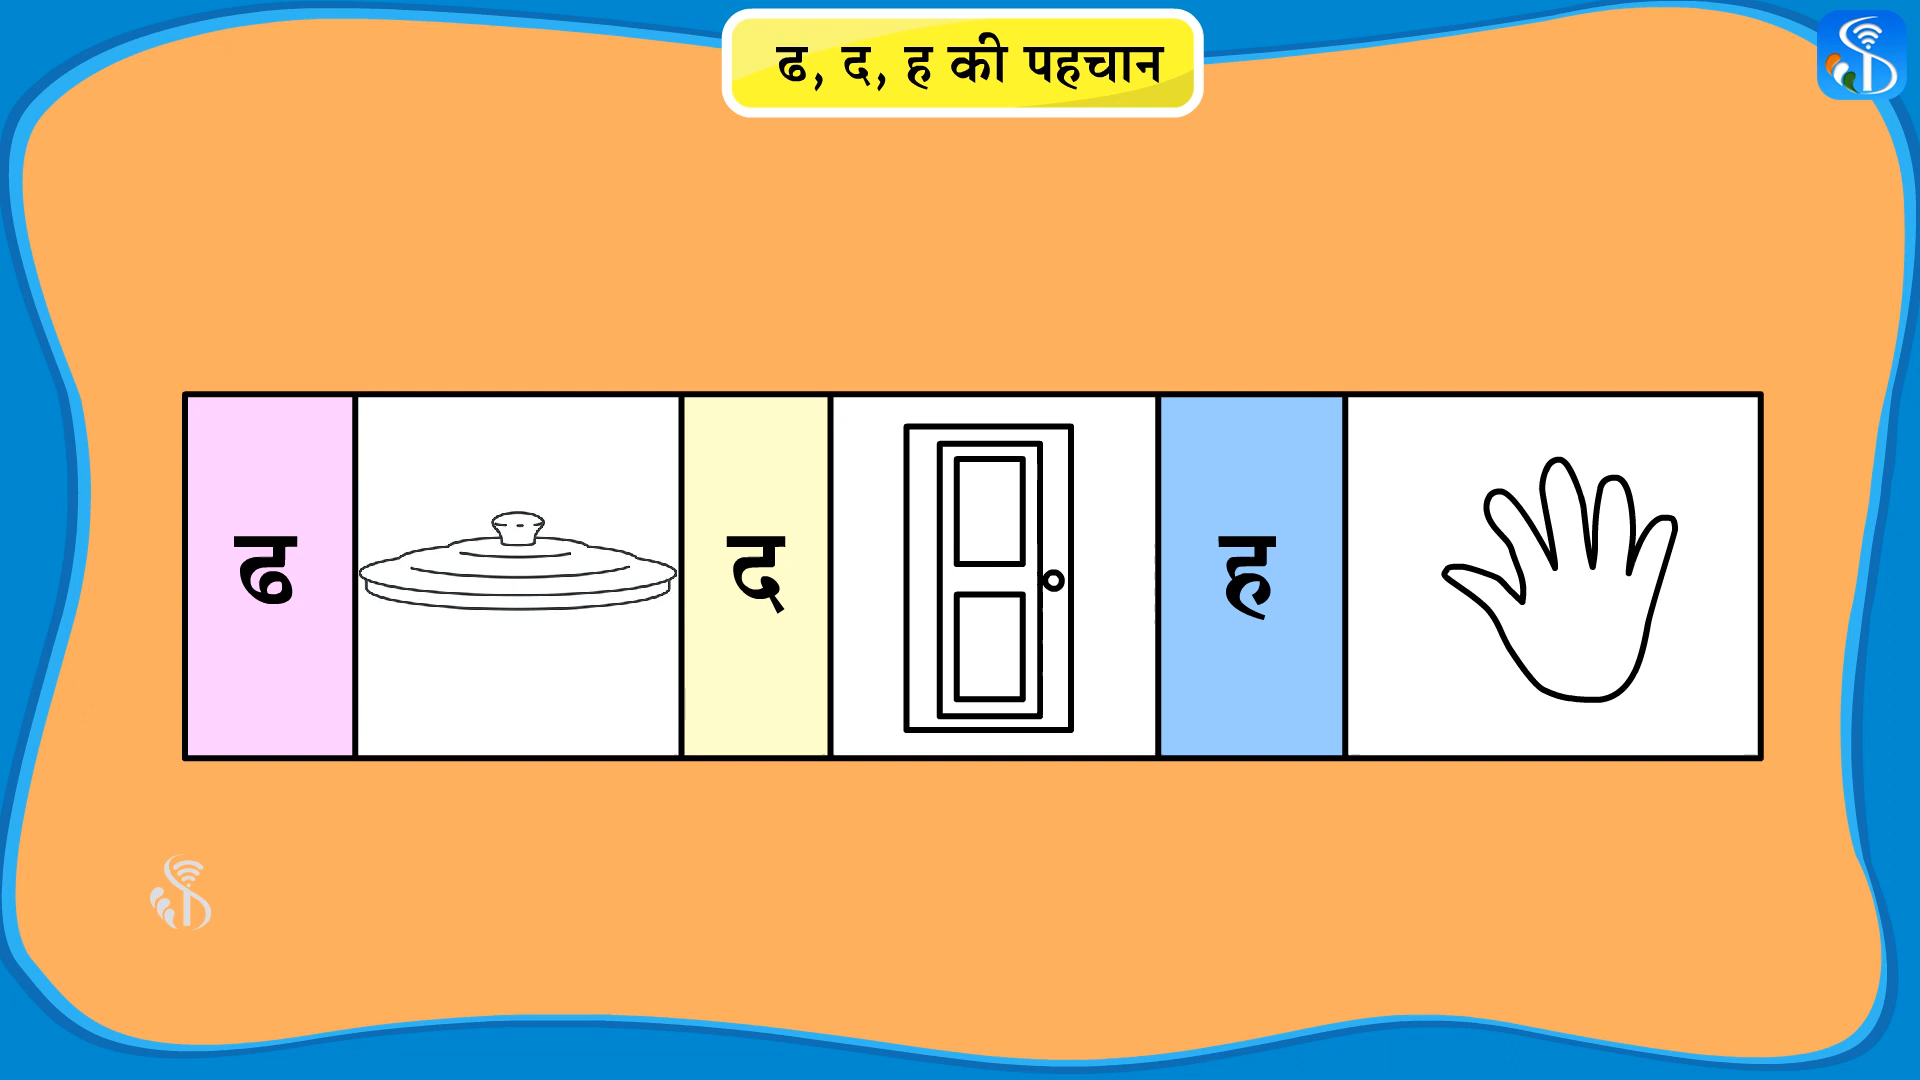 ढ, द, ह की पहचान
ढ द ह